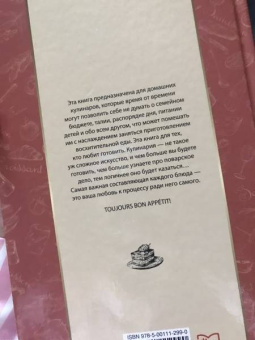 Эта книга предназначена для домашних
кулинаров, которые время от времени
могут позволить себе не думать о семейном
бюджете, талии, распорядке дня, питании
детей и обо всем другом, что может помешать
им с наслаждением заняться приготовлением
восхитительной еды. Эта книга для тех,
кто любит готовить. Кулинария — не такое
уж сложное искусство, и чем больше вы будете
готовить, чем больше узнаете про поварское
дело, тем логичнее оно будет казаться...
Самая важная составляющая каждого блюда —
это ваша любовь к процессу ради него самого.
TOUJOURS BON APPÉTIT!
ISBN 978-5-00111-299-0